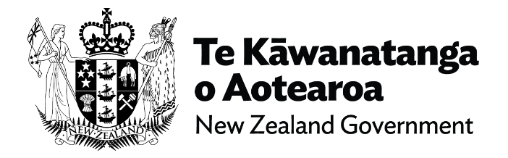 Te Kāwanatanga
o Aotearoa
New Zealand Government
NEW ZEALAND